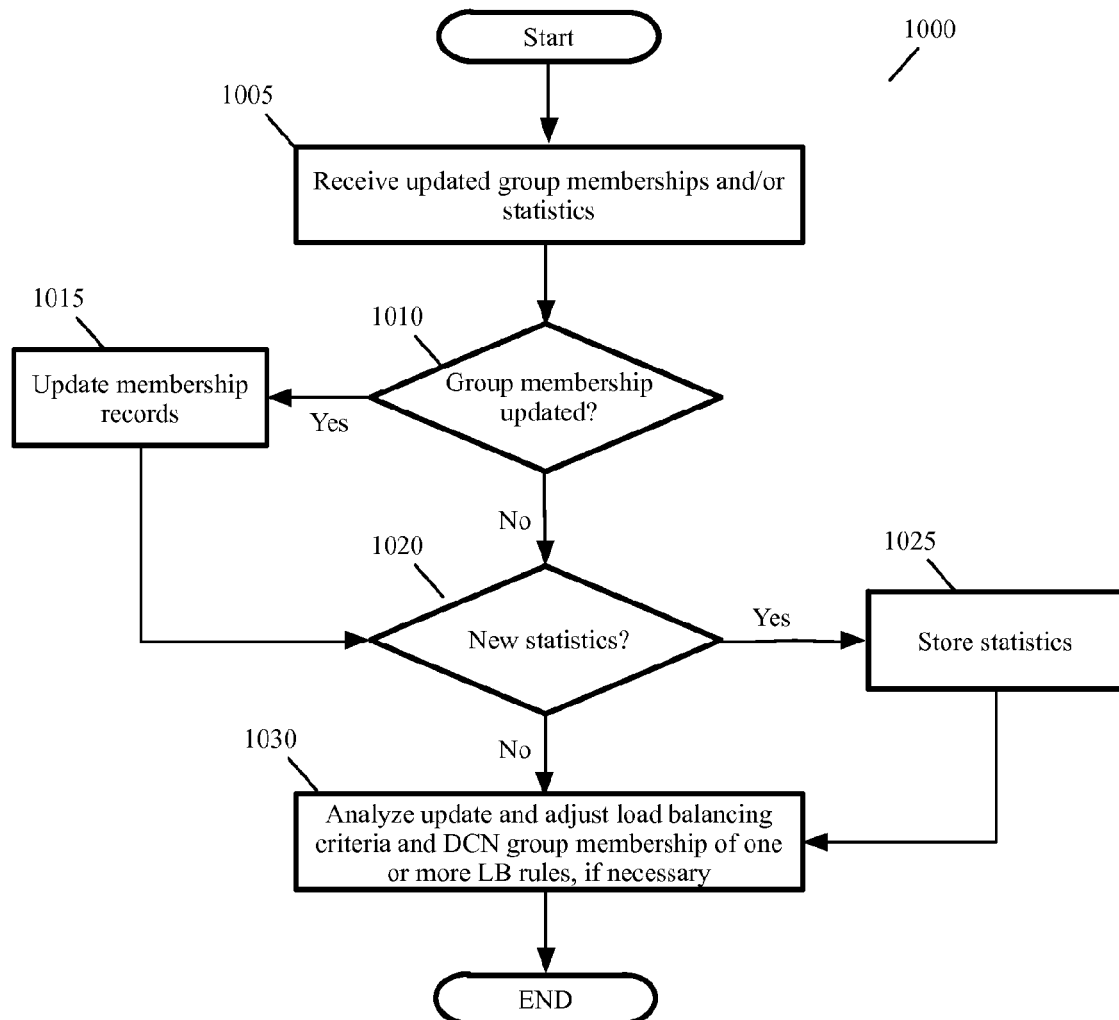 Start
1000
1005
Receive updated group memberships and/or
statistics
1015
1010
Update membership
records
Group membership
updated?
Yes
No
1020
1025
New statistics?
Yes
Store statistics
No
1030
Analyze update and adjust load balancing
criteria and DCN group membership of one
or more LB rules, if necessary
END